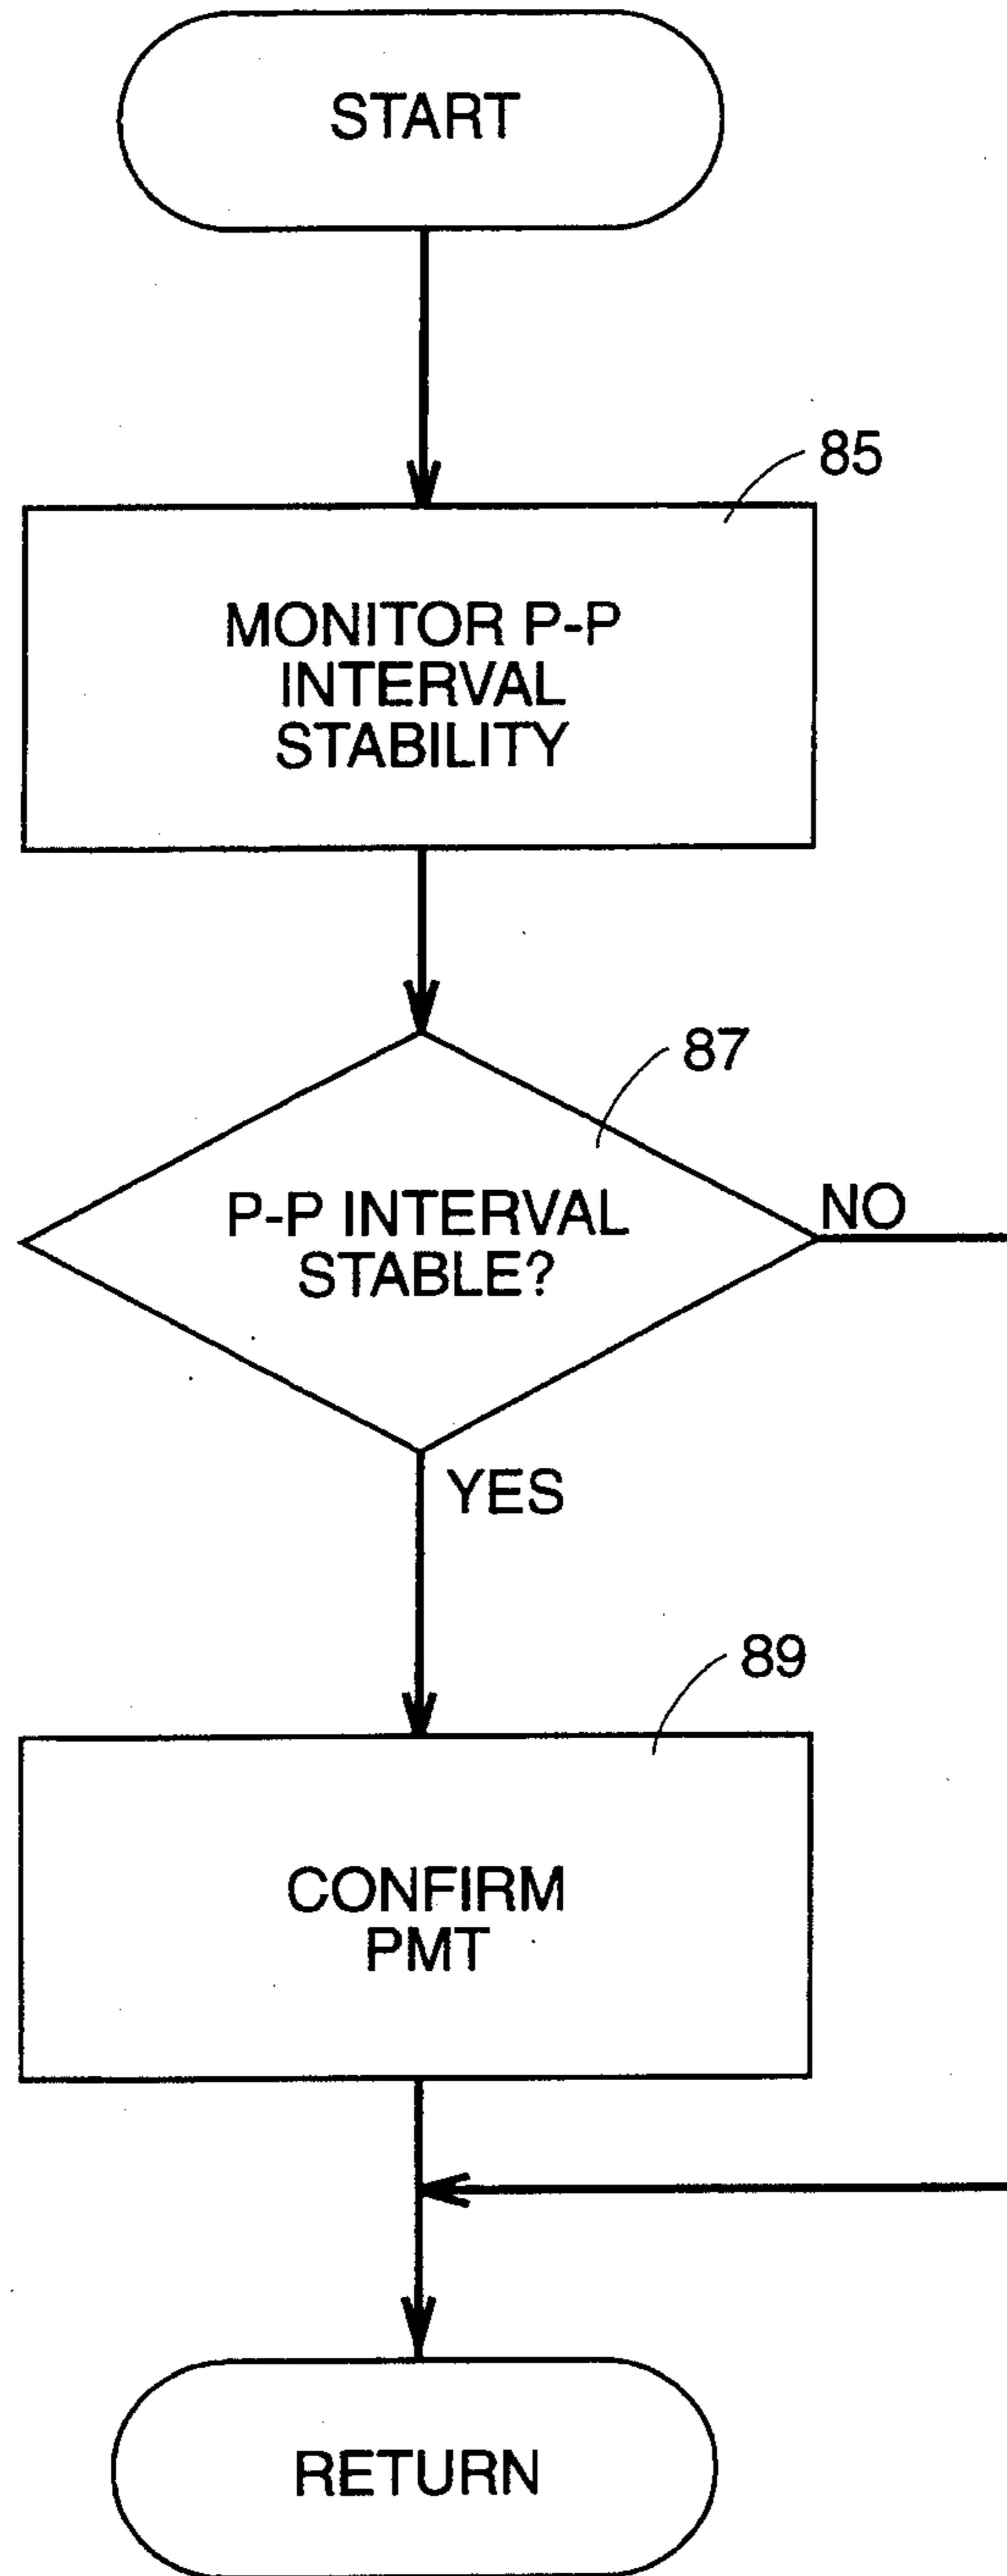 START
85
MONITOR P-P
INTERVAL
STABILITY
87
P-P INTERVAL
STABLE?
NO
YES
89
CONFIRM
PMT
RETURN